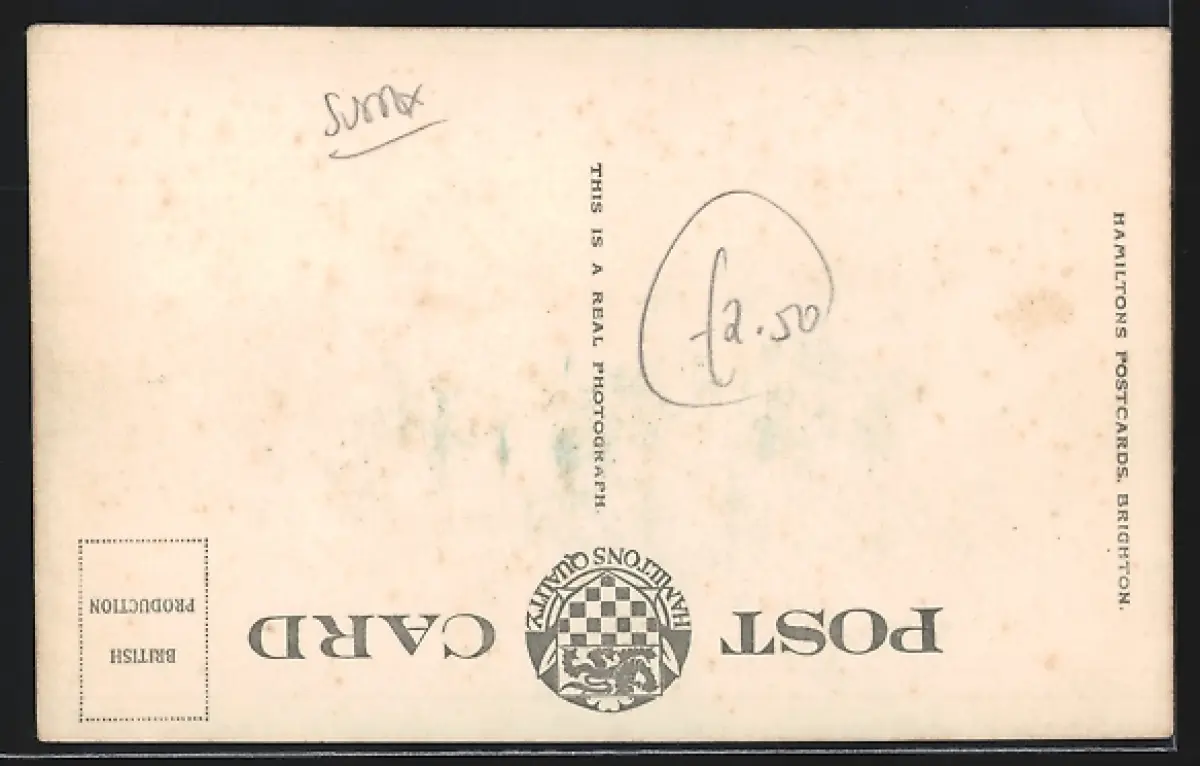 Sussex
£2.50
THIS IS A REAL PHOTOGRAPH.
HAMILTONS POSTCARDS, BRIGHTON.
POST CARD
HAMILTONS QUALITY
BRITISH
PRODUCTION